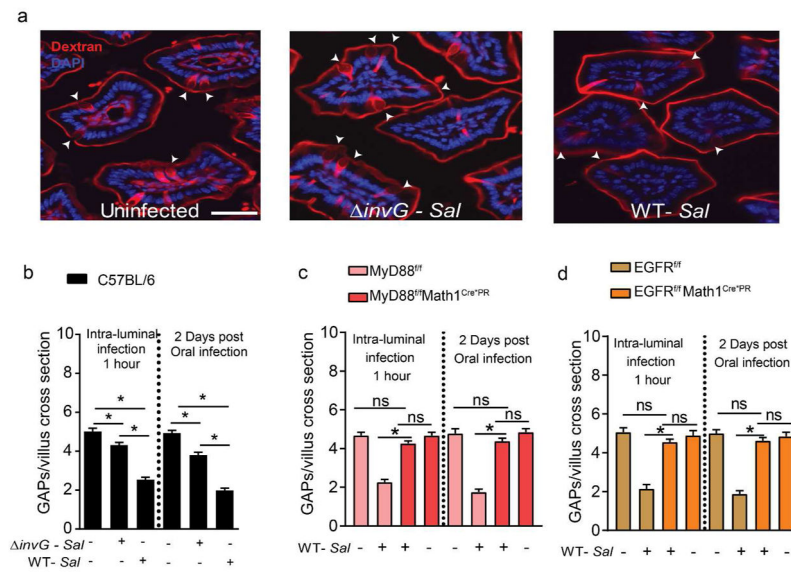 a
Dextran
DAPI
Uninfected
ΔinvG - Sal
WT- Sal
b
C57BL/6
GAPs/villus cross section
10
8
6
4
2
0
Intra-luminal
infection
1 hour
2 Days post
Oral infection
* * * * * *
ΔinvG - Sal - + - - + -
WT- Sal - - + - - +
c
MyD88f/f
MyD88f/fMath1Cre*PR
GAPs/villus cross section
10
8
6
4
2
0
Intra-luminal
infection
1 hour
2 Days post
Oral infection
ns ns * ns ns *
WT- Sal - + + - - + + -
d
EGFRf/f
EGFRf/f Math1Cre*PR
GAPs/villus cross section
10
8
6
4
2
0
Intra-luminal
infection
1 hour
2 Days post
Oral infection
ns ns * ns ns *
WT- Sal - + + - - + + -